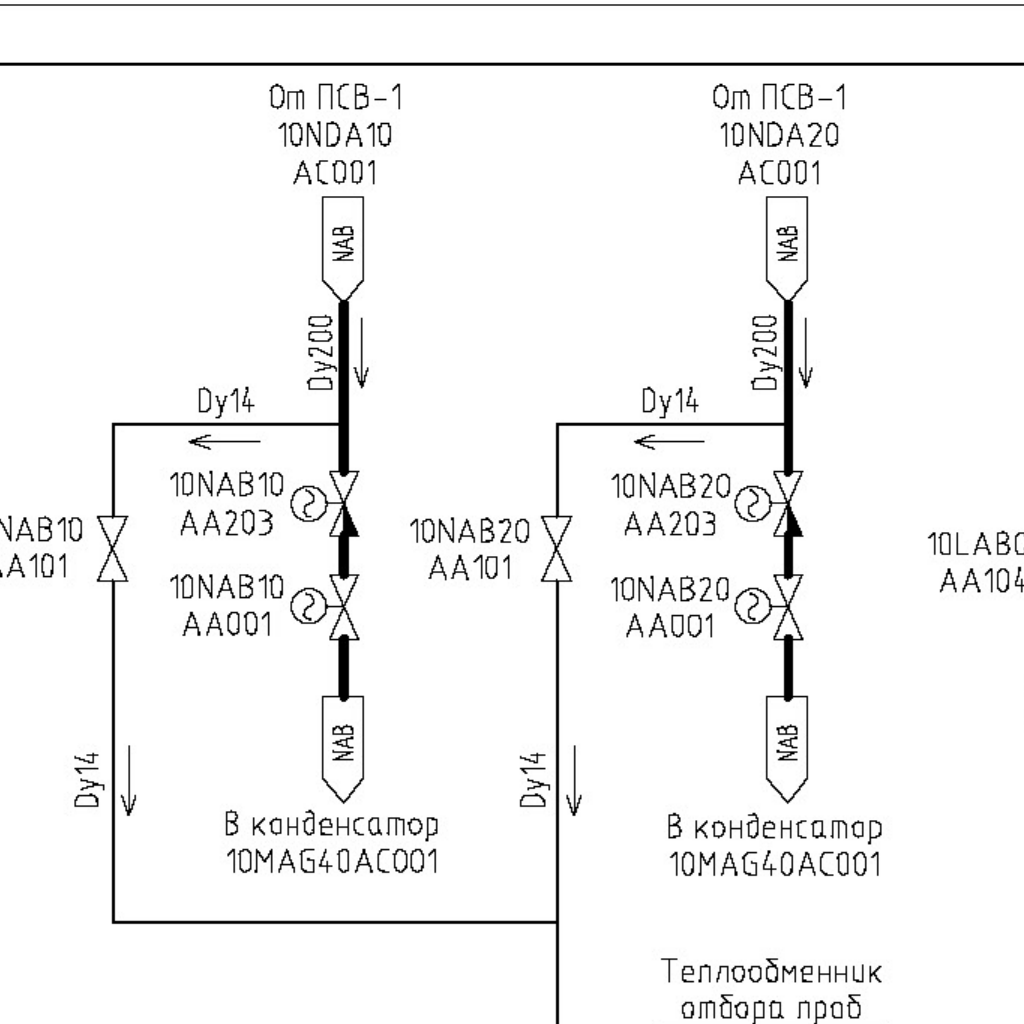 От ПСВ-1
10NDA10
AC001
NAB
Dy200
Dy14
10NAB10
AA203
NAB10
AA101
10NAB10
AA001
NAB
Dy14
В конденсатор
10MAG40AC001
От ПСВ-1
10NDA20
AC001
NAB
Dy200
Dy14
10NAB20
AA203
10NAB20
AA101
10NAB20
AA001
NAB
Dy14
В конденсатор
10MAG40AC001
10LAB0
AA104
Теплообменник
отбора проб